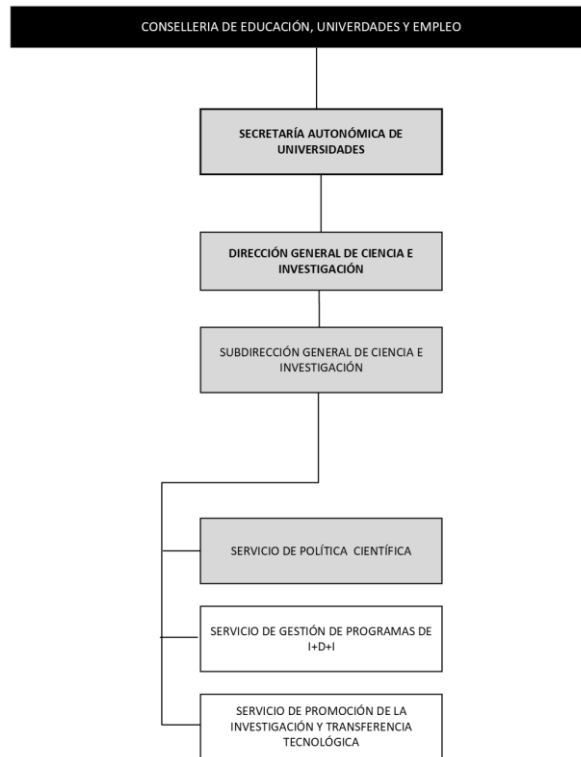 CONSELLERIA DE EDUCACIÓN, UNIVERDADES Y EMPLEO
SECRETARÍA AUTONÓMICA DE
UNIVERSIDADES
DIRECCIÓN GENERAL DE CIENCIA E
INVESTIGACIÓN
SUBDIRECCIÓN GENERAL DE CIENCIA E
INVESTIGACIÓN
SERVICIO DE POLÍTICA CIENTÍFICA
SERVICIO DE GESTIÓN DE PROGRAMAS DE
I+D+I
SERVICIO DE PROMOCIÓN DE LA
INVESTIGACIÓN Y TRANSFERENCIA
TECNOLÓGICA